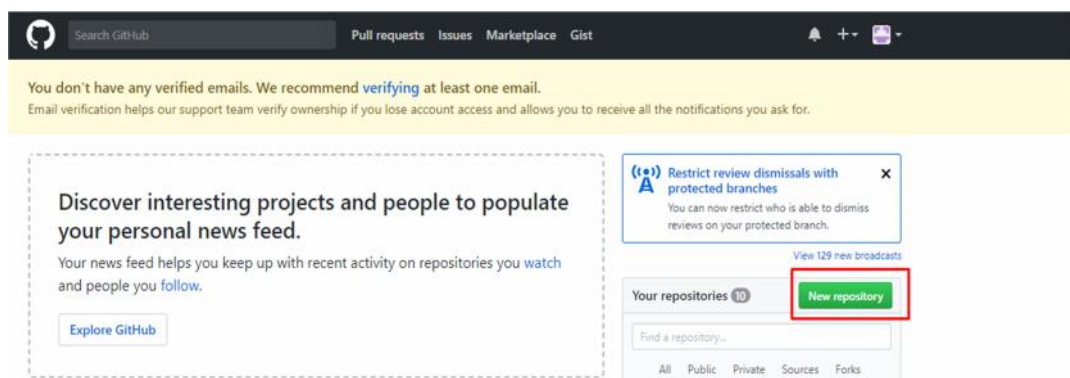 Search GitHub
Pull requests Issues Marketplace Gist
You don't have any verified emails. We recommend verifying at least one email.
Email verification helps our support team verify ownership if you lose account access and allows you to receive all the notifications you ask for.
Discover interesting projects and people to populate
your personal news feed.
Your news feed helps you keep up with recent activity on repositories you watch
and people you follow.
Explore GitHub
Restrict review dismissals with
protected branches
You can now restrict who is able to dismiss
reviews on your protected branch.
View 129 new broadcasts
Your repositories 10
New repository
Find a repository...
All Public Private Sources Forks